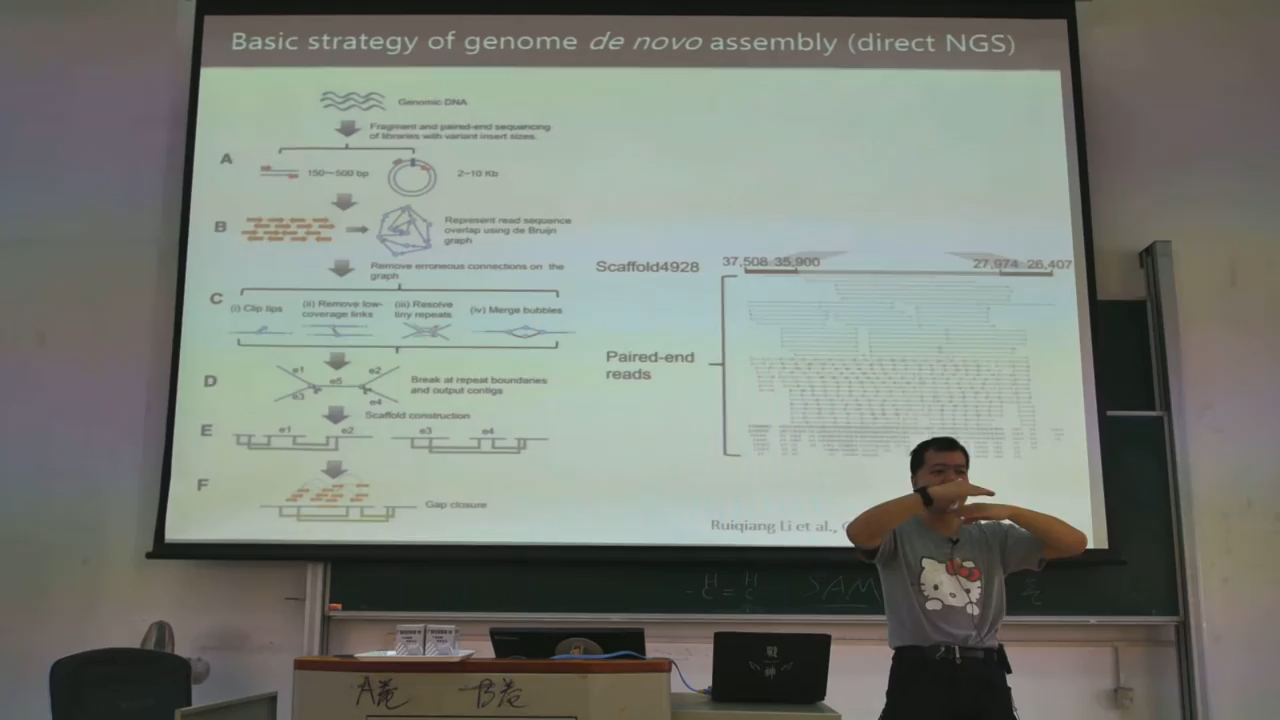 Basic strategy of genome de novo assembly (direct NGS)
Genomic DNA
Fragment and paired-end sequencing
of libraries with variant insert sizes.
A
150~500 bp
2~10 Kb
B
Represent read sequence
overlap using de Bruijn
graph
Remove erroneous connections on the
graph
C
(i) Clip tips
(ii) Remove low-
coverage links
(iii) Resolve
tiny repeats
(iv) Merge bubbles
D
e1
e2
e5
e3
e4
Break at repeat boundaries
and output contigs
Scaffold construction
E
e1
e2
e3
e4
F
Gap closure
Scaffold4928
37,508 35,900
27,974 26,407
Paired-end
reads
Ruiqiang Li et al.,
H H
-C=C
SAM
戰
神
A卷 B卷